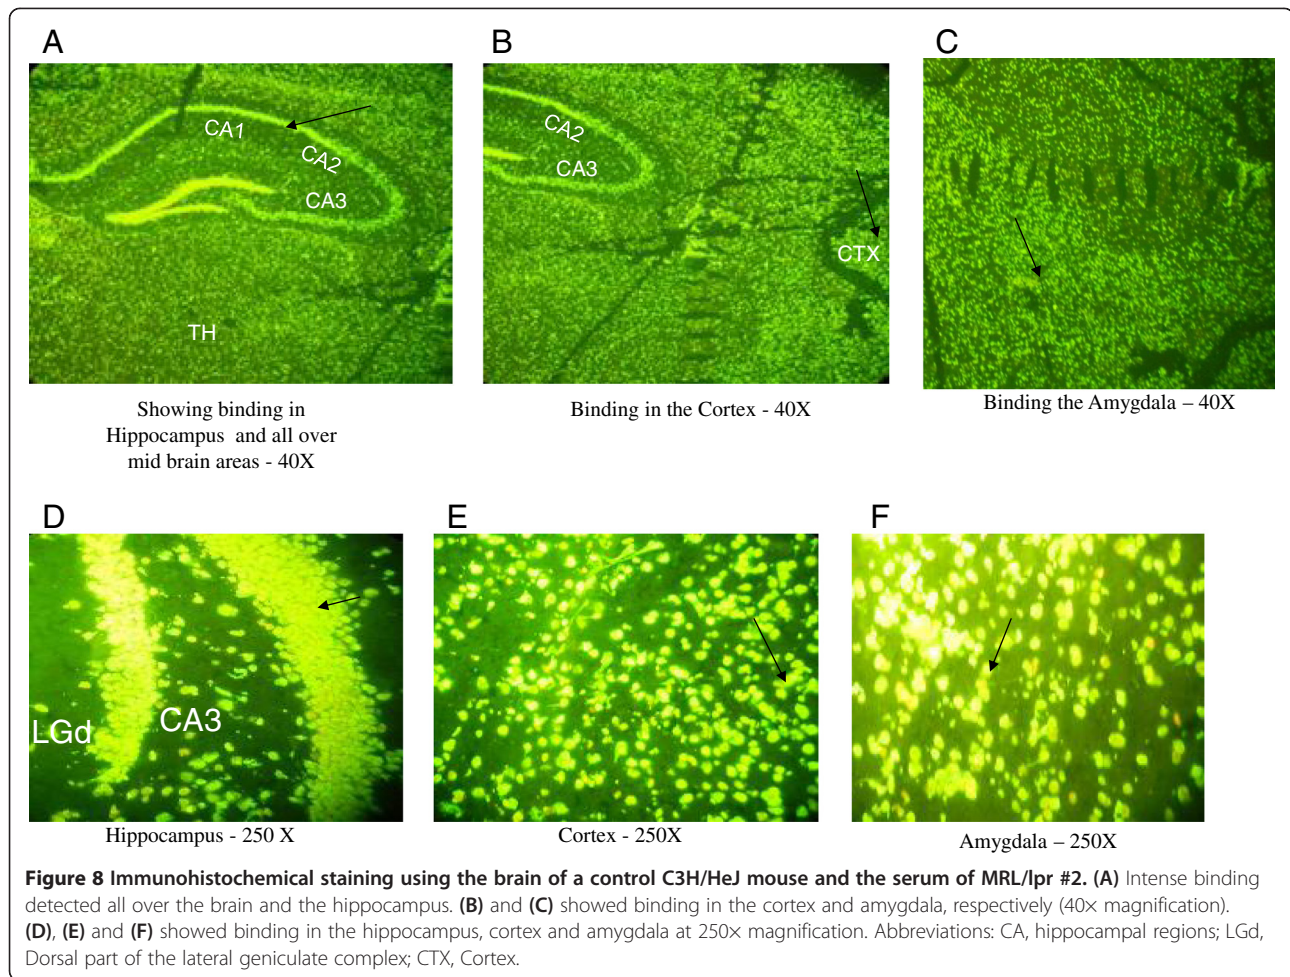 A
B
C
CA1
CA2
CA3
TH
CA2
CA3
CTX
Showing binding in
Hippocampus and all over
mid brain areas - 40X
Binding in the Cortex - 40X
Binding the Amygdala – 40X
D
E
F
LGd
CA3
Hippocampus - 250 X
Cortex - 250X
Amygdala – 250X
Figure 8 Immunohistochemical staining using the brain of a control C3H/HeJ mouse and the serum of MRL/lpr #2. (A) Intense binding
detected all over the brain and the hippocampus. (B) and (C) showed binding in the cortex and amygdala, respectively (40× magnification).
(D), (E) and (F) showed binding in the hippocampus, cortex and amygdala at 250× magnification. Abbreviations: CA, hippocampal regions; LGd,
Dorsal part of the lateral geniculate complex; CTX, Cortex.